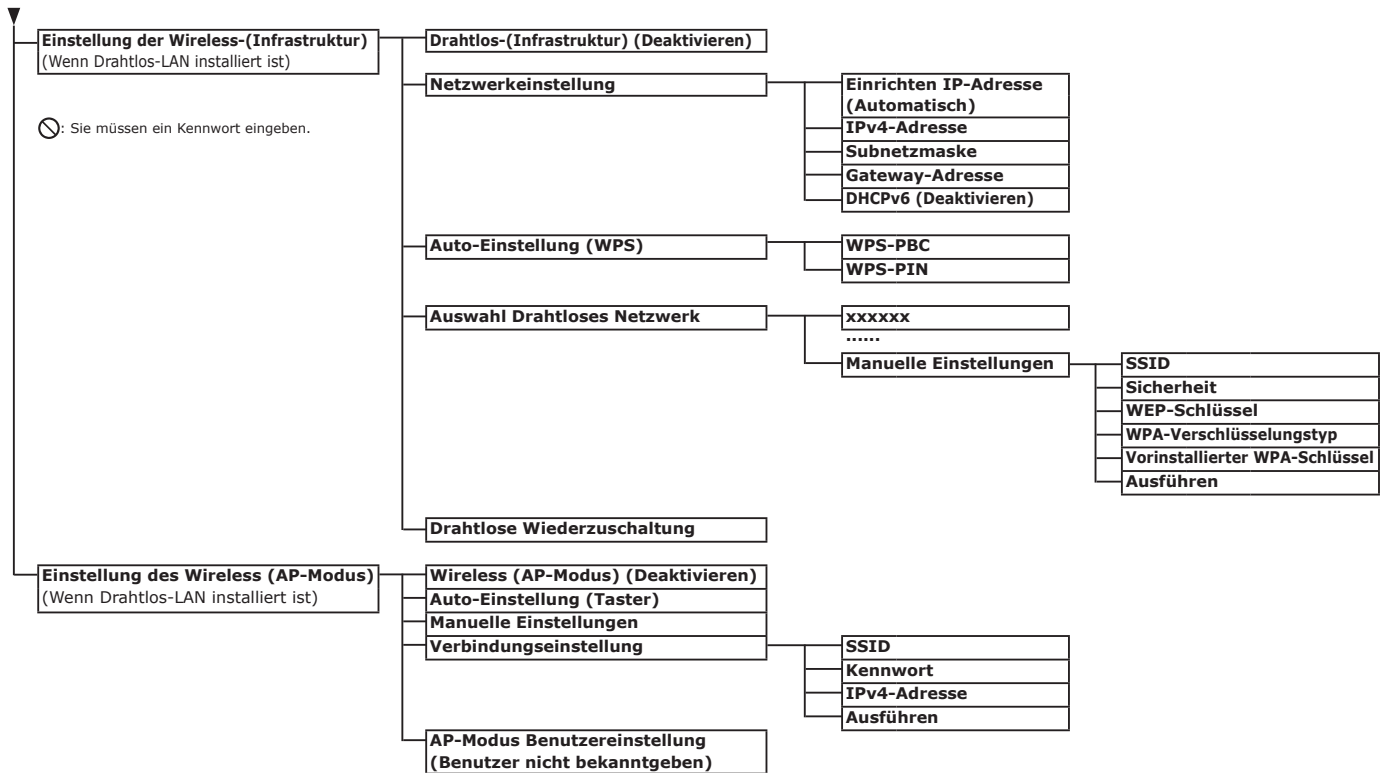 Einstellung der Wireless-(Infrastruktur)
(Wenn Drahtlos-LAN installiert ist)
: Sie müssen ein Kennwort eingeben.
Drahtlos-(Infrastruktur) (Deaktivieren)
Netzwerkeinstellung
Einrichten IP-Adresse
(Automatisch)
IPv4-Adresse
Subnetzmaske
Gateway-Adresse
DHCPv6 (Deaktivieren)
Auto-Einstellung (WPS)
WPS-PBC
WPS-PIN
Auswahl Drahtloses Netzwerk
xxxxxx
......
Manuelle Einstellungen
SSID
Sicherheit
WEP-Schlüssel
WPA-Verschlüsselungstyp
Vorinstallierter WPA-Schlüssel
Ausführen
Drahtlose Wiederzuschaltung
Einstellung des Wireless (AP-Modus)
(Wenn Drahtlos-LAN installiert ist)
Wireless (AP-Modus) (Deaktivieren)
Auto-Einstellung (Taster)
Manuelle Einstellungen
Verbindungseinstellung
SSID
Kennwort
IPv4-Adresse
Ausführen
AP-Modus Benutzereinstellung
(Benutzer nicht bekanntgeben)